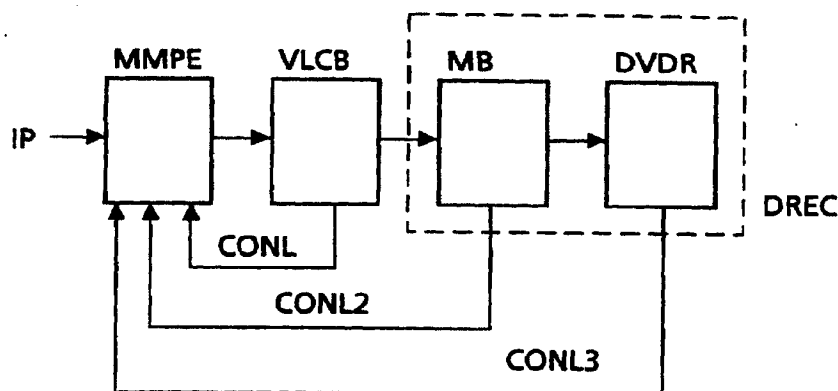 MMPE
VLCB
MB
DVDR
IP
DREC
CONL
CONL2
CONL3